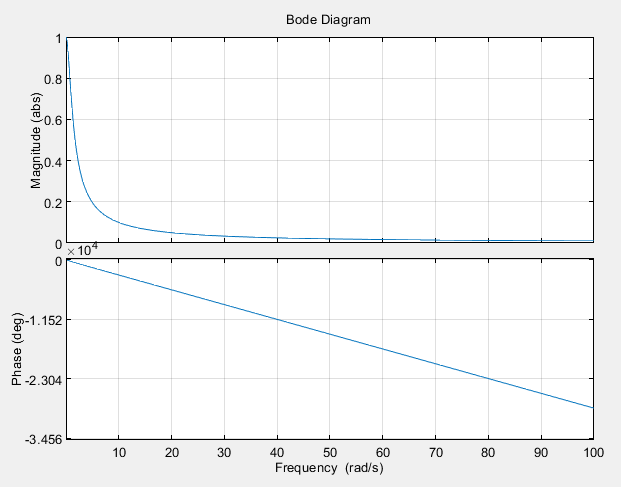 Bode Diagram
Magnitude (abs)
1
0.8
0.6
0.4
0.2
0
×10^4
Phase (deg)
0
-1.152
-2.304
-3.456
10 20 30 40 50 60 70 80 90 100
Frequency (rad/s)